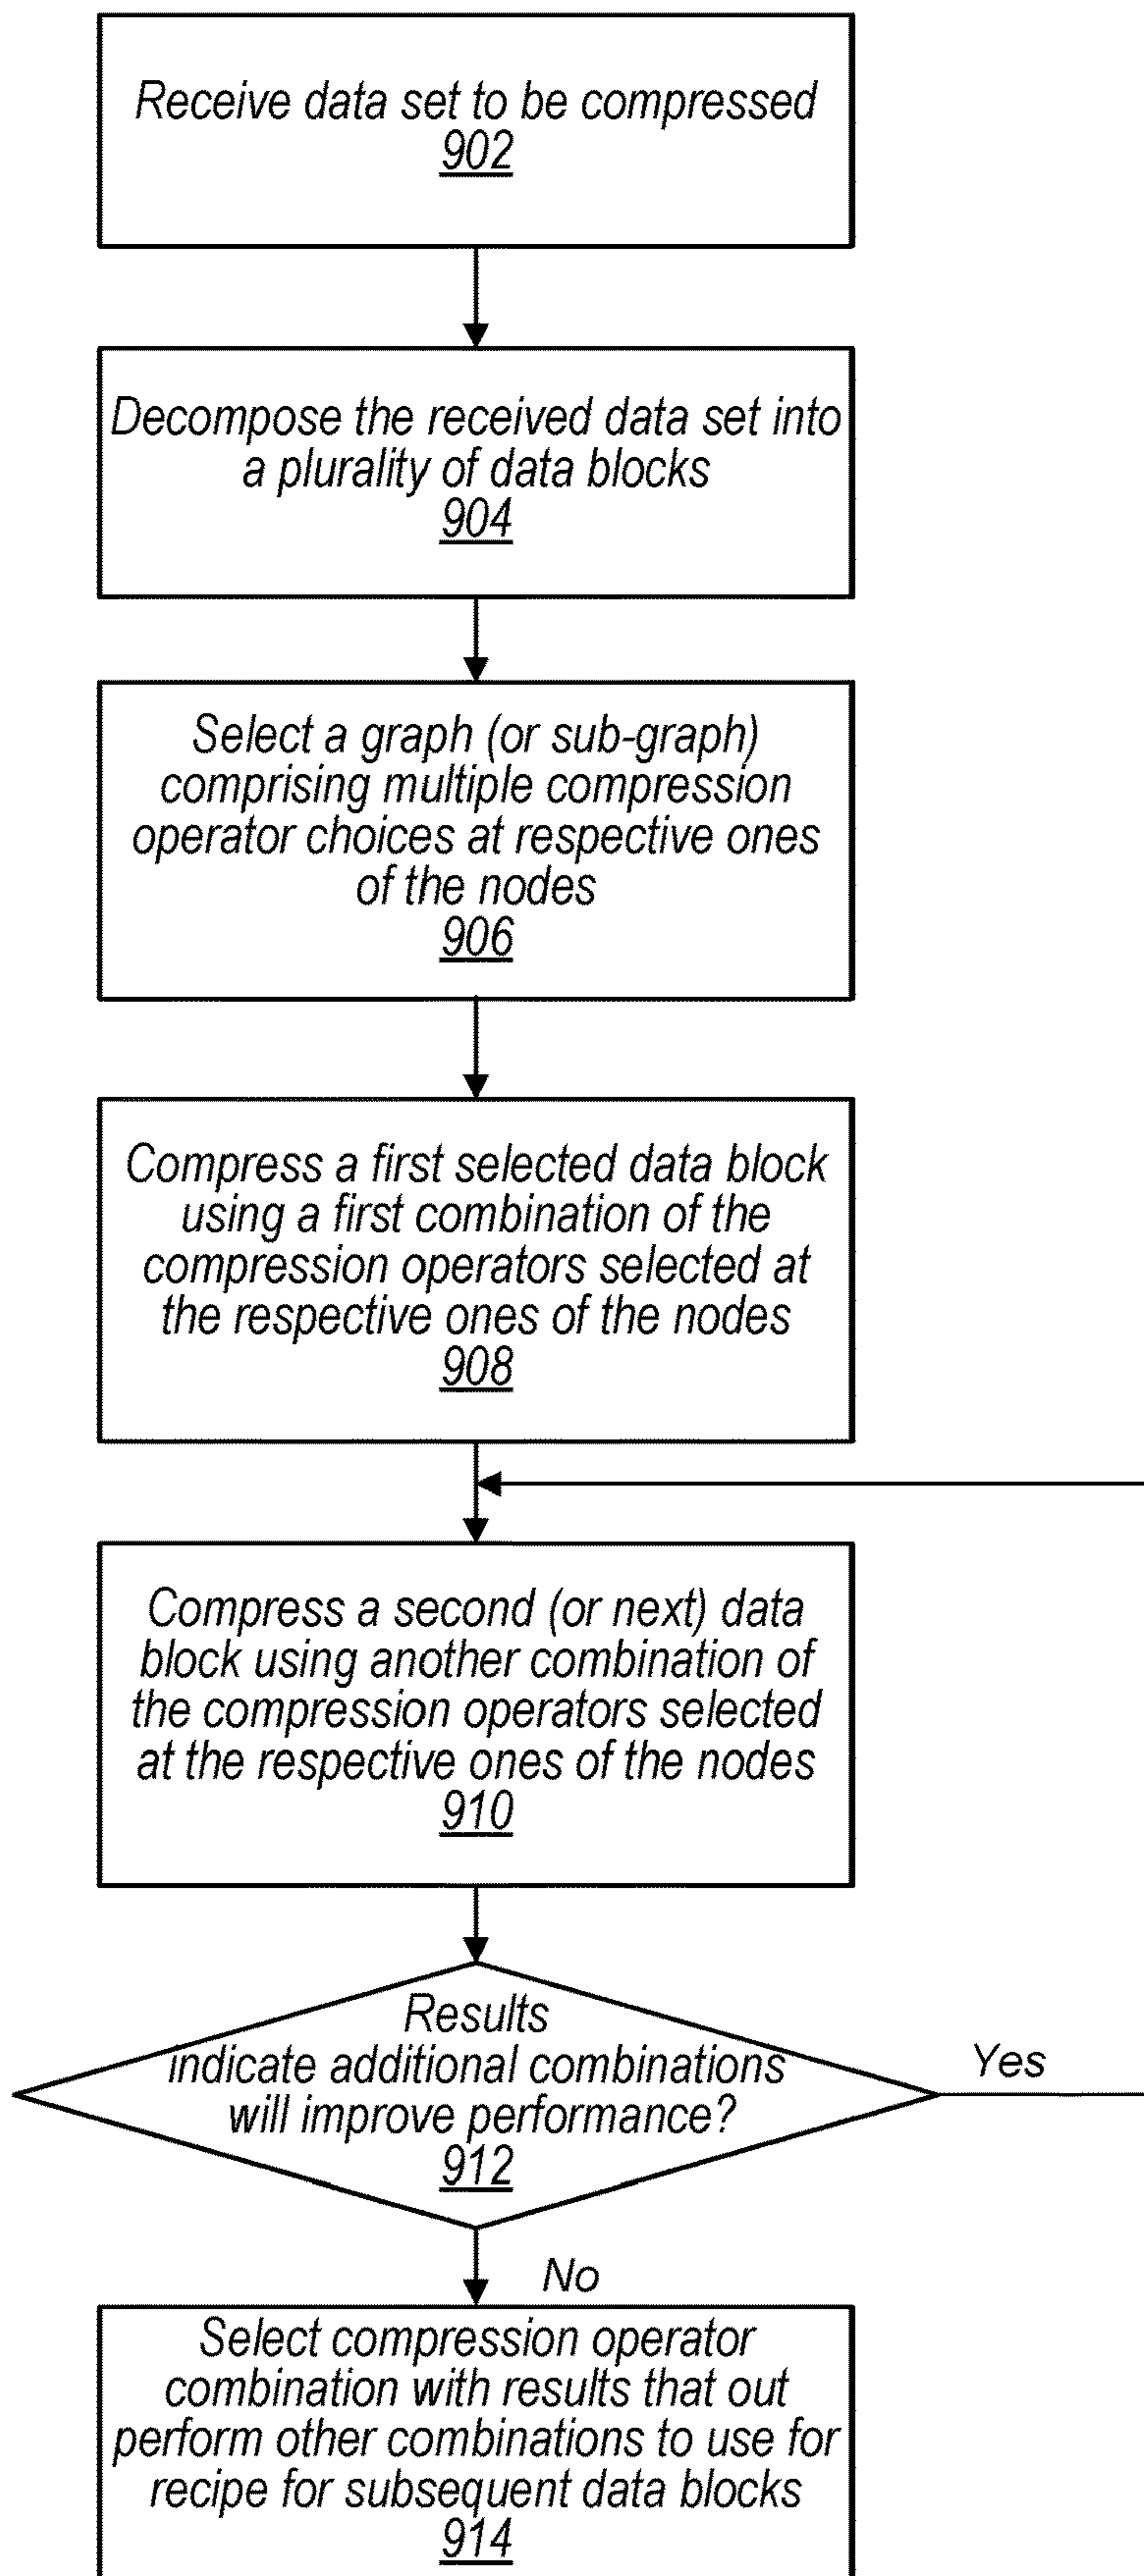 Receive data set to be compressed
902
Decompose the received data set into
a plurality of data blocks
904
Select a graph (or sub-graph)
comprising multiple compression
operator choices at respective ones
of the nodes
906
Compress a first selected data block
using a first combination of the
compression operators selected at
the respective ones of the nodes
908
Compress a second (or next) data
block using another combination of
the compression operators selected
at the respective ones of the nodes
910
Results
indicate additional combinations
will improve performance?
912
Yes
No
Select compression operator
combination with results that out
perform other combinations to use for
recipe for subsequent data blocks
914